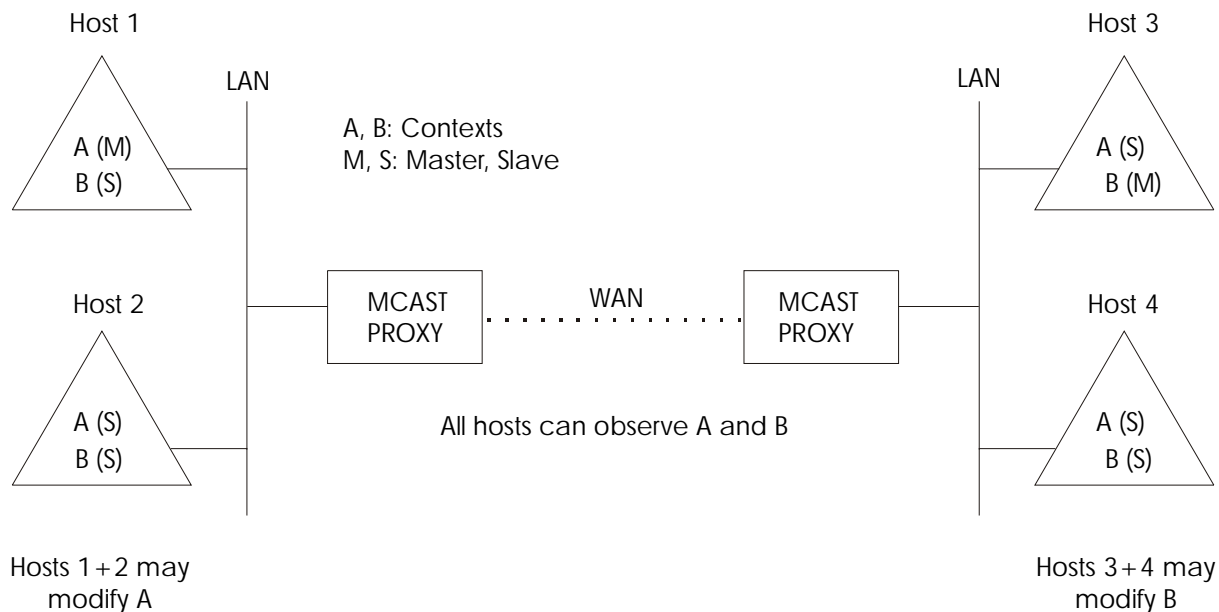 Host 1
LAN
A (M)
B (S)
A, B: Contexts
M, S: Master, Slave
Host 3
LAN
A (S)
B (M)
Host 2
MCAST
PROXY
WAN
MCAST
PROXY
Host 4
A (S)
B (S)
All hosts can observe A and B
A (S)
B (S)
Hosts 1+2 may
modify A
Hosts 3+4 may
modify B